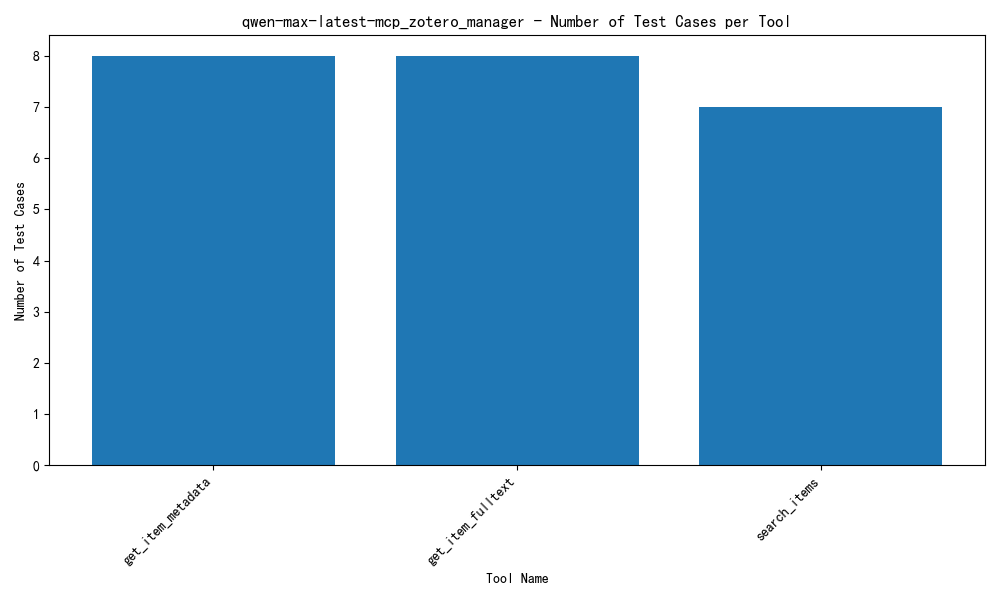 qwen-max-latest-mcp_zotero_manager - Number of Test Cases per Tool
Number of Test Cases
8
7
6
5
4
3
2
1
0
get_item_metadata
get_item_fulltext
search_items
Tool Name